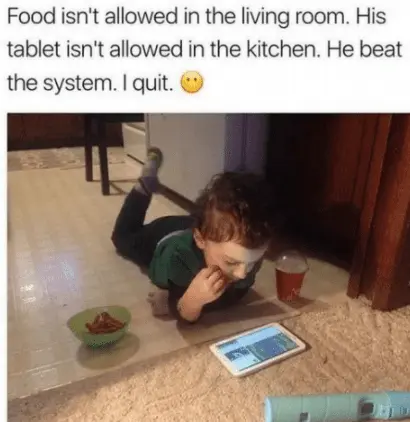 Food isn't allowed in the living room. His
tablet isn't allowed in the kitchen. He beat
the system. I quit. 😶